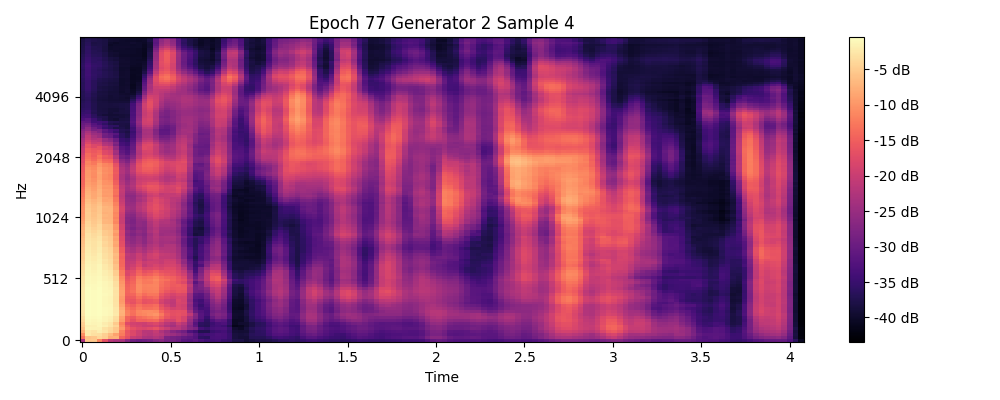 Epoch 77 Generator 2 Sample 4
Hz
4096
2048
1024
512
0
0
0.5
1
1.5
2
2.5
3
3.5
4
Time
-5 dB
-10 dB
-15 dB
-20 dB
-25 dB
-30 dB
-35 dB
-40 dB